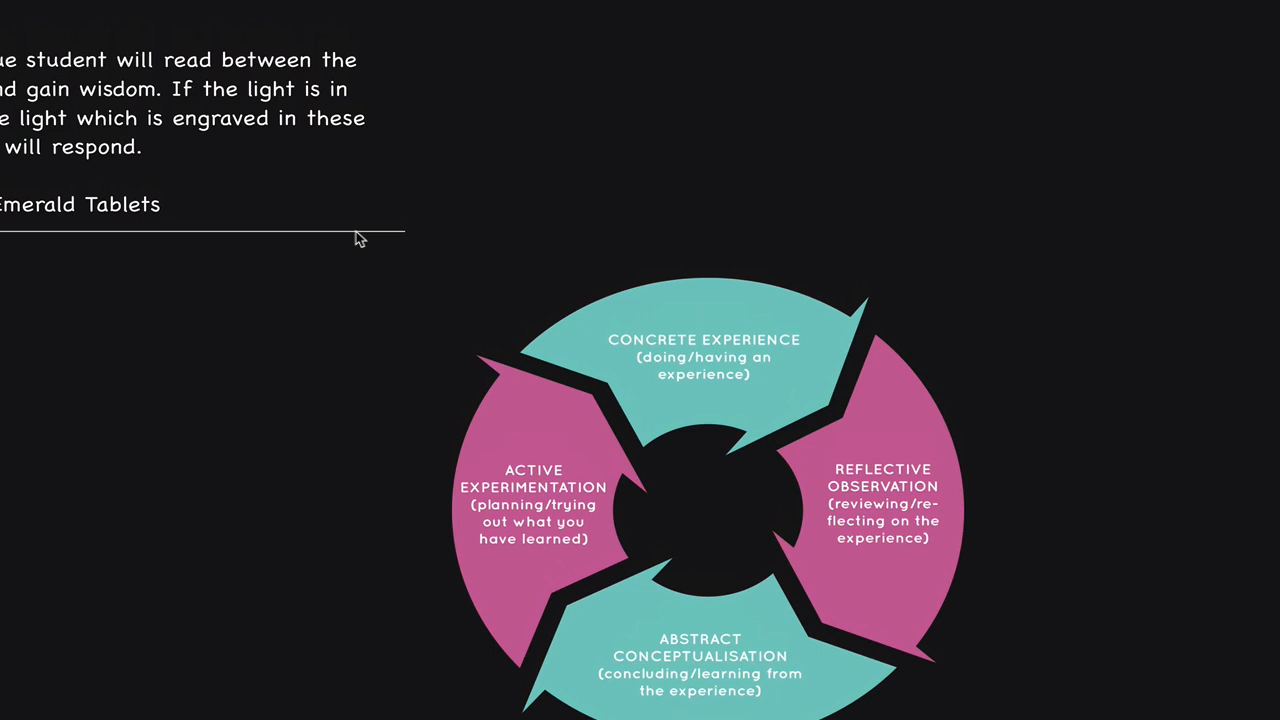 student will read between the
gain wisdom. If the light is in
light which is engraved in these
will respond.
Emerald Tablets
CONCRETE EXPERIENCE
(doing/having an
experience)
REFLECTIVE
OBSERVATION
(reviewing/re-
flecting on the
experience)
ACTIVE
EXPERIMENTATION
(planning/trying
out what you
have learned)
ABSTRACT
CONCEPTUALISATION
(concluding/learning from
the experience)